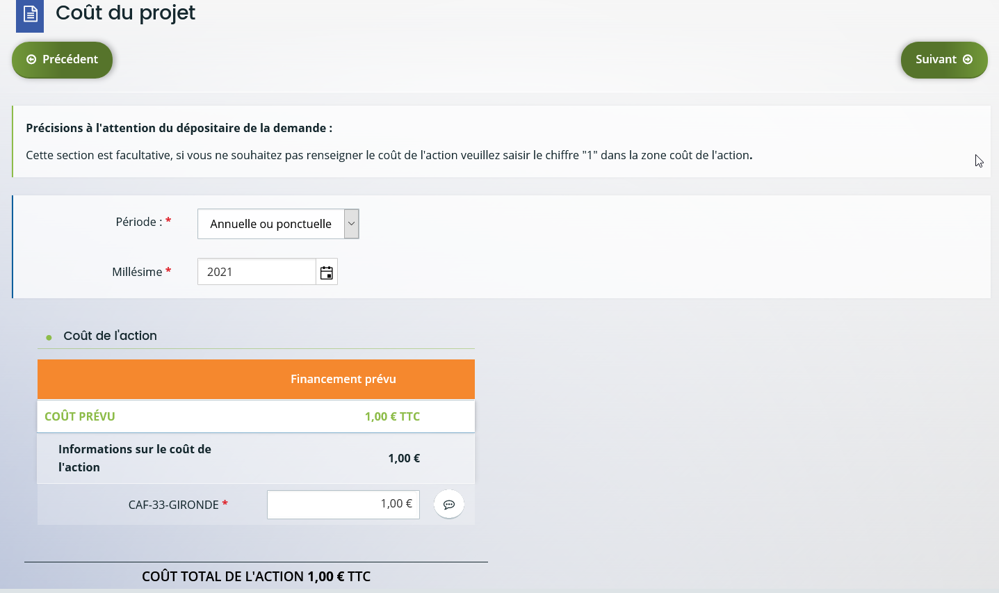 Coût du projet
Précédent
Suivant
Précisions à l'attention du dépositaire de la demande :
Cette section est facultative, si vous ne souhaitez pas renseigner le coût de l'action veuillez saisir le chiffre "1" dans la zone coût de l'action.
Période : *
Annuelle ou ponctuelle
Millésime *
2021
Coût de l'action
Financement prévu
COÛT PRÉVU
1,00 € TTC
Informations sur le coût de
l'action
1,00 €
CAF-33-GIRONDE *
1,00 €
COÛT TOTAL DE L'ACTION 1,00 € TTC